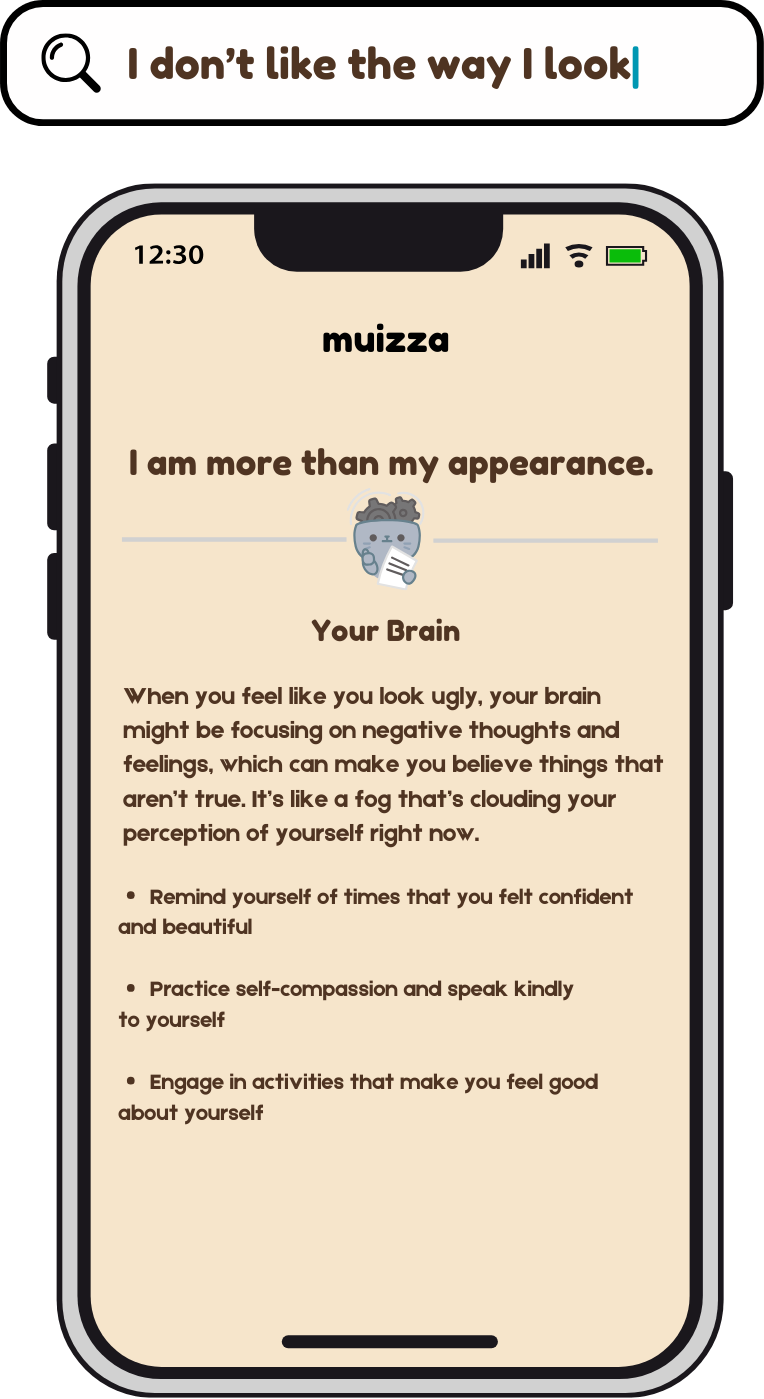 I don't like the way I look
12:30
muizza
I am more than my appearance.
Your Brain
When you feel like you look ugly, your brain
might be focusing on negative thoughts and
feelings, which can make you believe things that
aren't true. It's like a fog that's clouding your
perception of yourself right now.
• Remind yourself of times that you felt confident
and beautiful
• Practice self-compassion and speak kindly
to yourself
• Engage in activities that make you feel good
about yourself